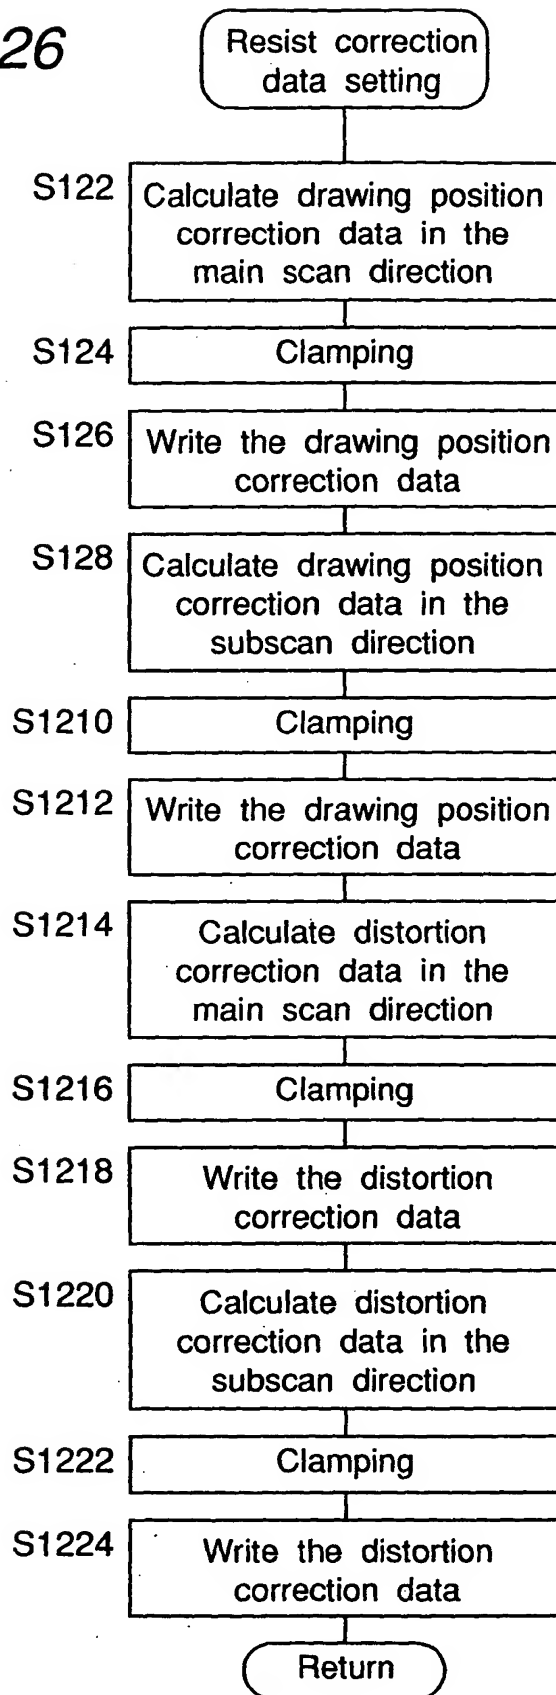 26
Resist correction
data setting
S122
Calculate drawing position
correction data in the
main scan direction
S124
Clamping
S126
Write the drawing position
correction data
S128
Calculate drawing position
correction data in the
subscan direction
S1210
Clamping
S1212
Write the drawing position
correction data
S1214
Calculate distortion
correction data in the
main scan direction
S1216
Clamping
S1218
Write the distortion
correction data
S1220
Calculate distortion
correction data in the
subscan direction
S1222
Clamping
S1224
Write the distortion
correction data
Return